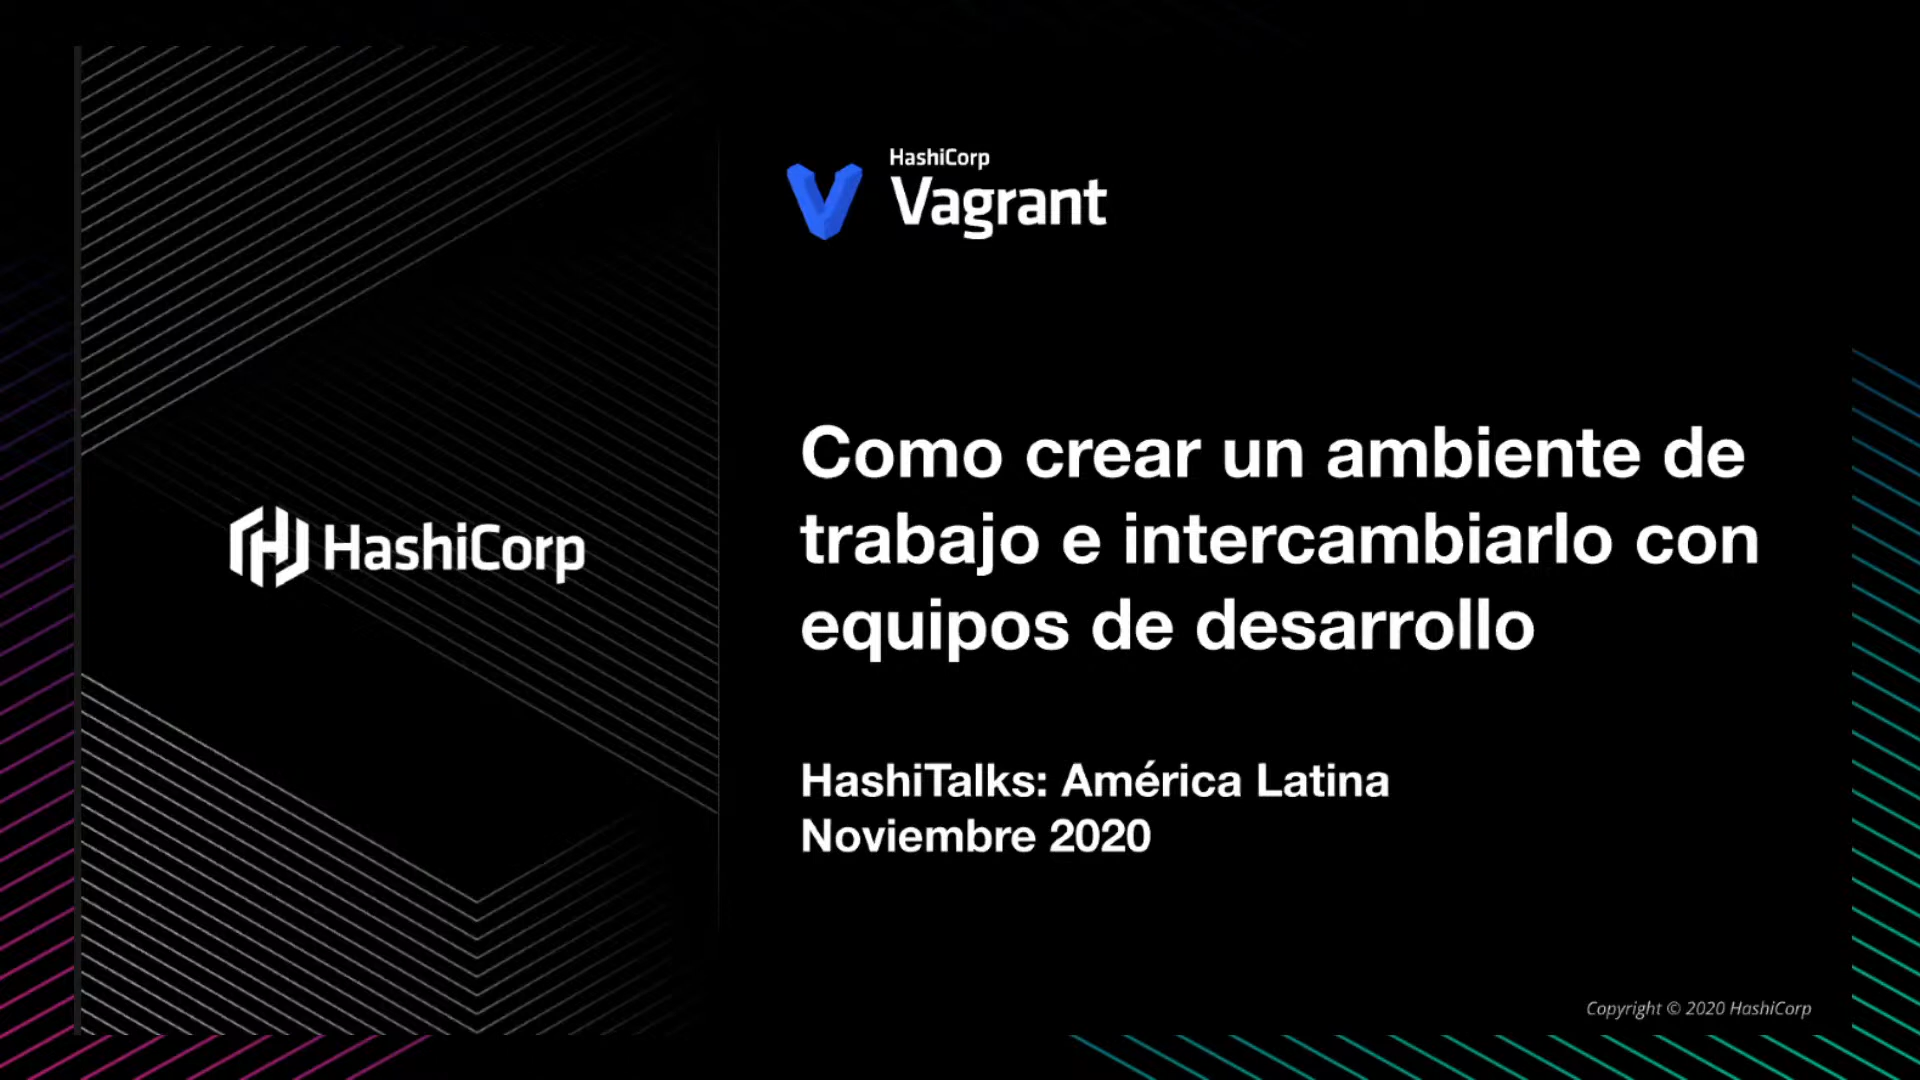 HashiCorp
HashiCorp
Vagrant
Como crear un ambiente de
trabajo e intercambiarlo con
equipos de desarrollo
HashiTalks: América Latina
Noviembre 2020
Copyright © 2020 HashiCorp